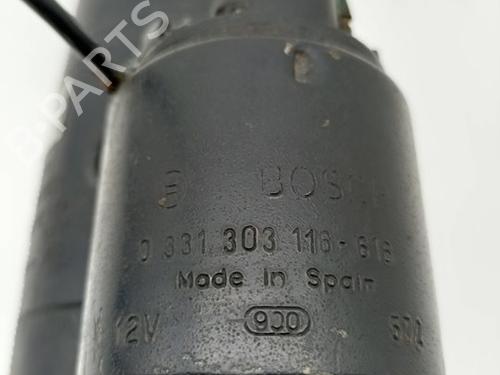 B-PARTS
BOSCH
0 331 303 116-616
Made in Spain
12V 900